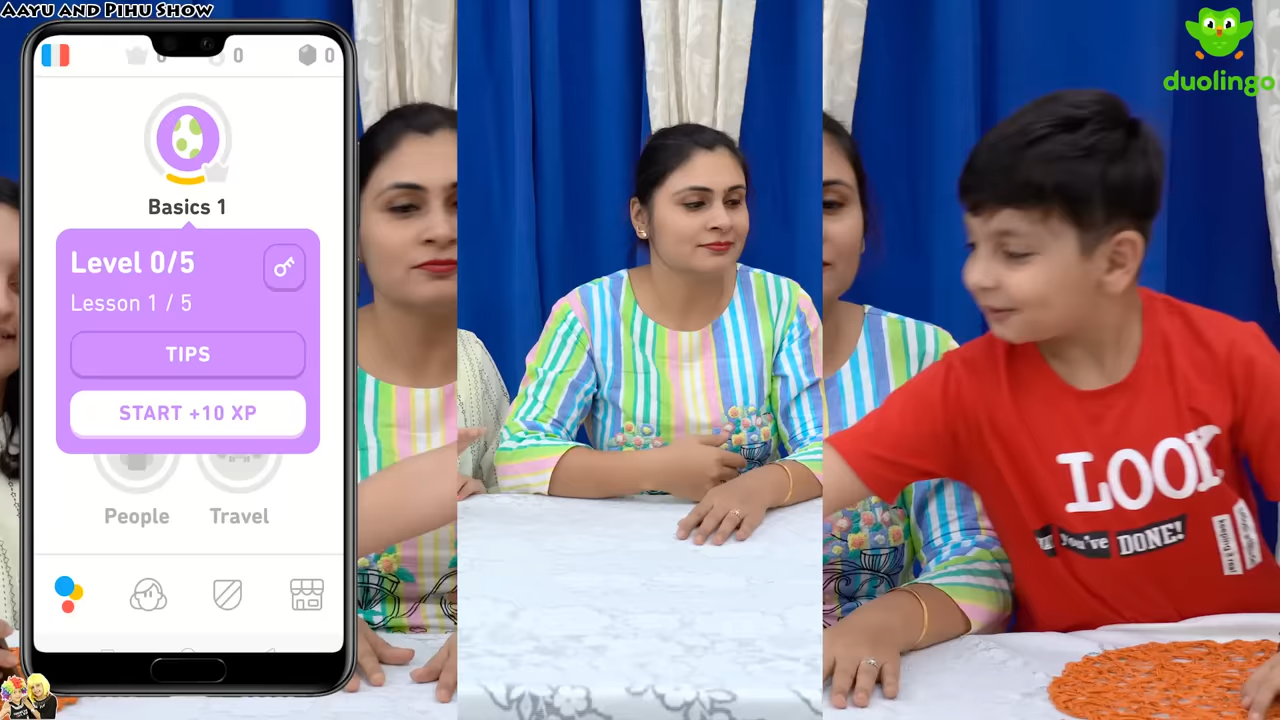 Aayu and Pihu Show
0
0
Basics 1
Level 0/5
Lesson 1 / 5
TIPS
START +10 XP
People
Travel
duolingo
LOOK
you've DONE!